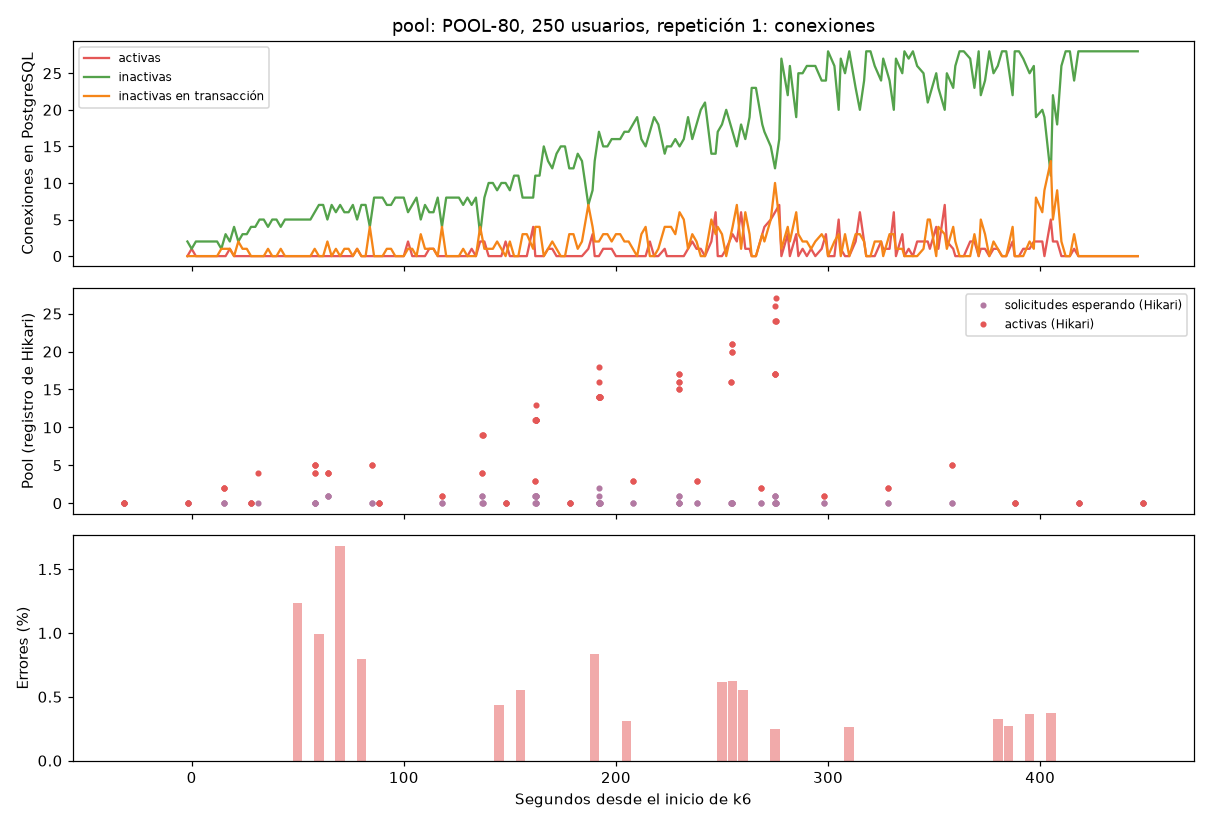 pool: POOL-80, 250 usuarios, repetición 1: conexiones
Conexiones en PostgreSQL
25
20
15
10
5
0
activas
inactivas
inactivas en transacción
Pool (registro de Hikari)
25
20
15
10
5
0
solicitudes esperando (Hikari)
activas (Hikari)
Errores (%)
1.5
1.0
0.5
0.0
0
100
200
300
400
Segundos desde el inicio de k6